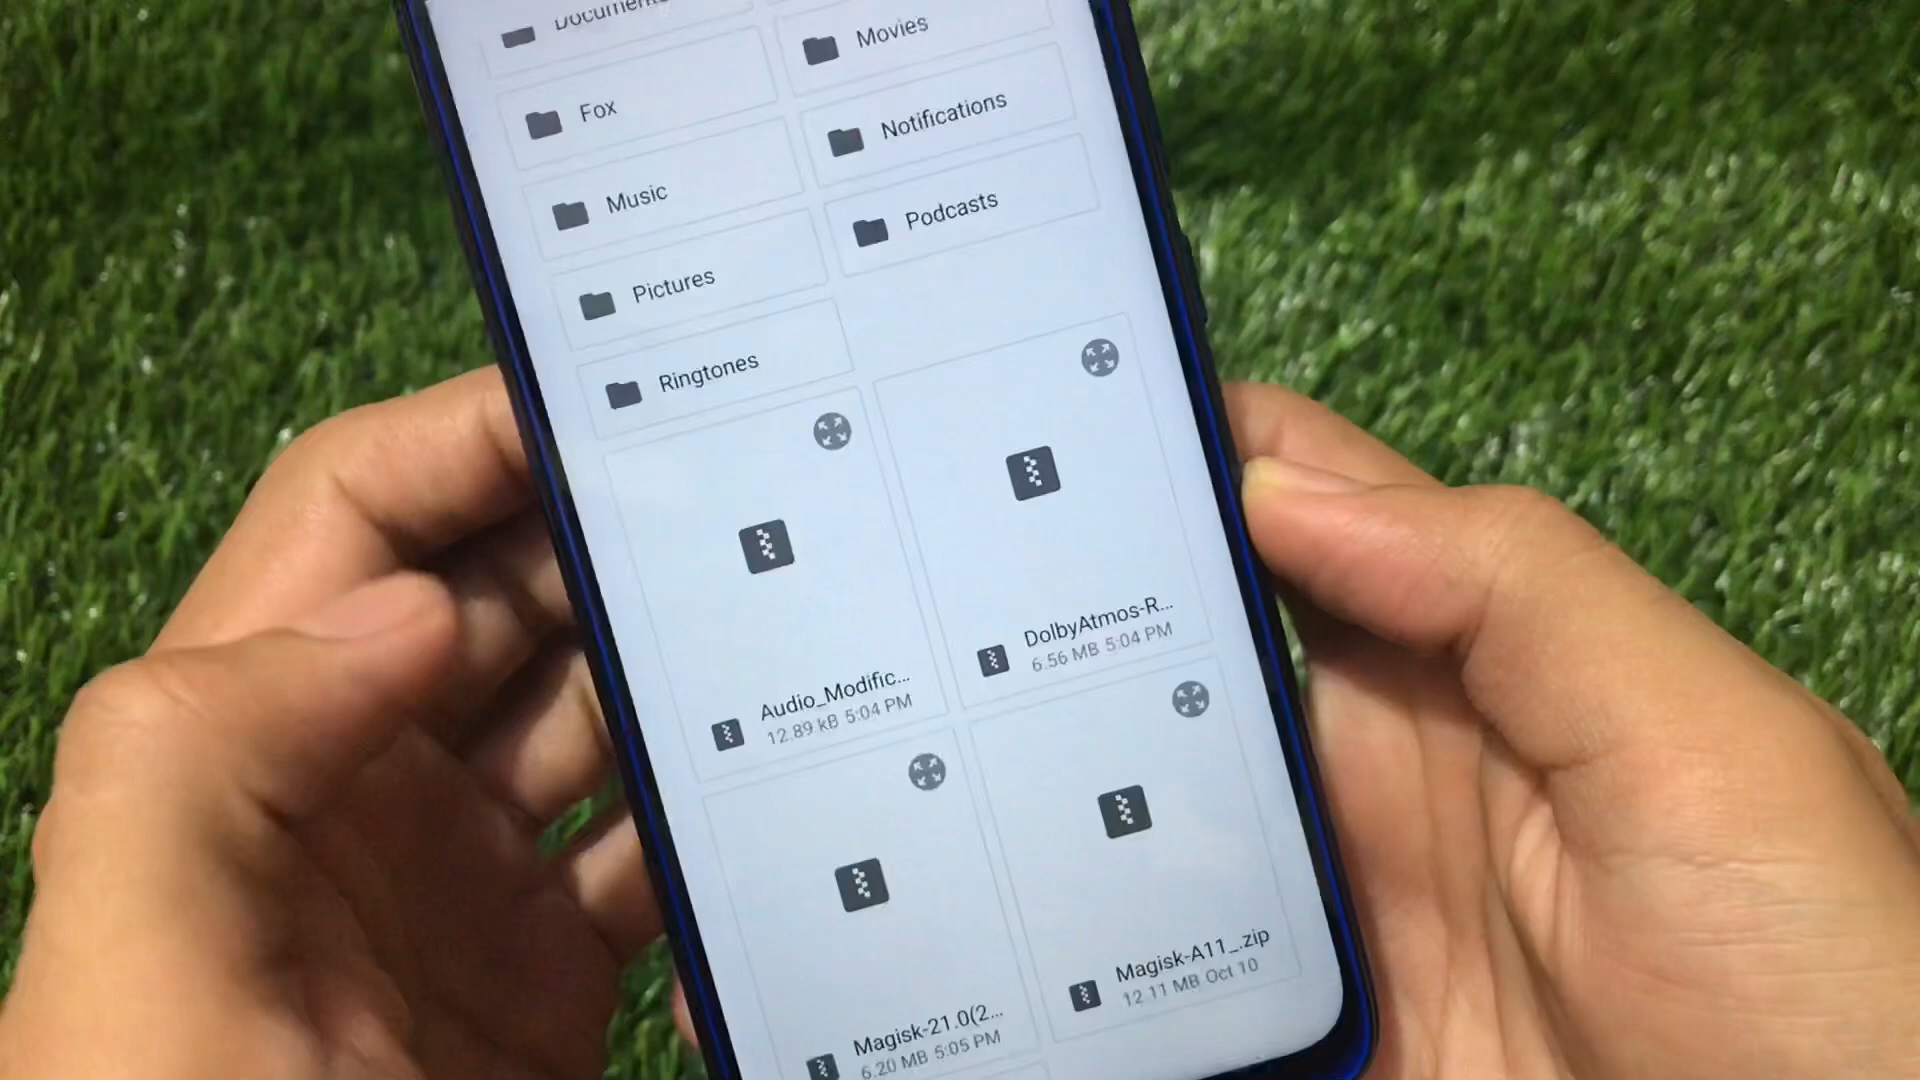 Documents
Movies
Fox
Notifications
Music
Podcasts
Pictures
Ringtones
Audio_Modific...
12.89 kB 5:04 PM
DolbyAtmos-R...
6.56 MB 5:04 PM
Magisk-21.0(2...
6.20 MB 5:05 PM
Magisk-A11_.zip
12.11 MB Oct 10